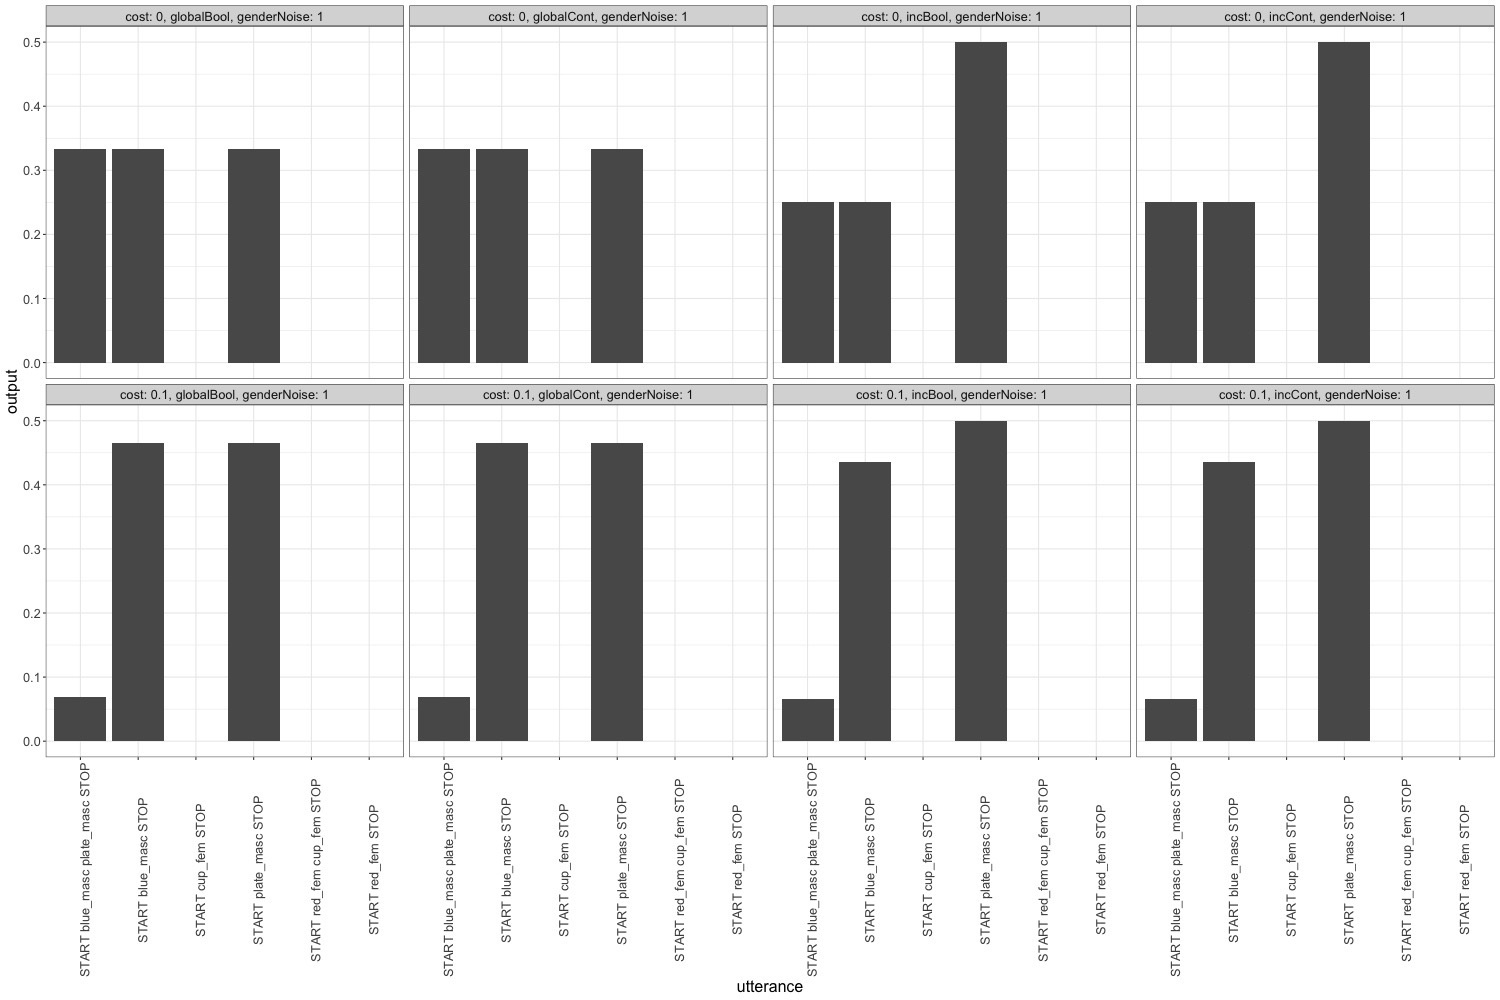 cost: 0, globalBool, genderNoise: 1
cost: 0, globalCont, genderNoise: 1
cost: 0, incBool, genderNoise: 1
cost: 0, incCont, genderNoise: 1
0.5
0.4
0.3
0.2
0.1
0.0
output
cost: 0.1, globalBool, genderNoise: 1
cost: 0.1, globalCont, genderNoise: 1
cost: 0.1, incBool, genderNoise: 1
cost: 0.1, incCont, genderNoise: 1
0.5
0.4
0.3
0.2
0.1
0.0
START blue_masc plate_masc STOP
START blue_masc STOP
START cup_fem STOP
START plate_masc STOP
START red_fem cup_fem STOP
START red_fem STOP
START blue_masc plate_masc STOP
START blue_masc STOP
START cup_fem STOP
START plate_masc STOP
START red_fem cup_fem STOP
START red_fem STOP
START blue_masc plate_masc STOP
START blue_masc STOP
START cup_fem STOP
START plate_masc STOP
START red_fem cup_fem STOP
START red_fem STOP
START blue_masc plate_masc STOP
START blue_masc STOP
START cup_fem STOP
START plate_masc STOP
START red_fem cup_fem STOP
START red_fem STOP
utterance